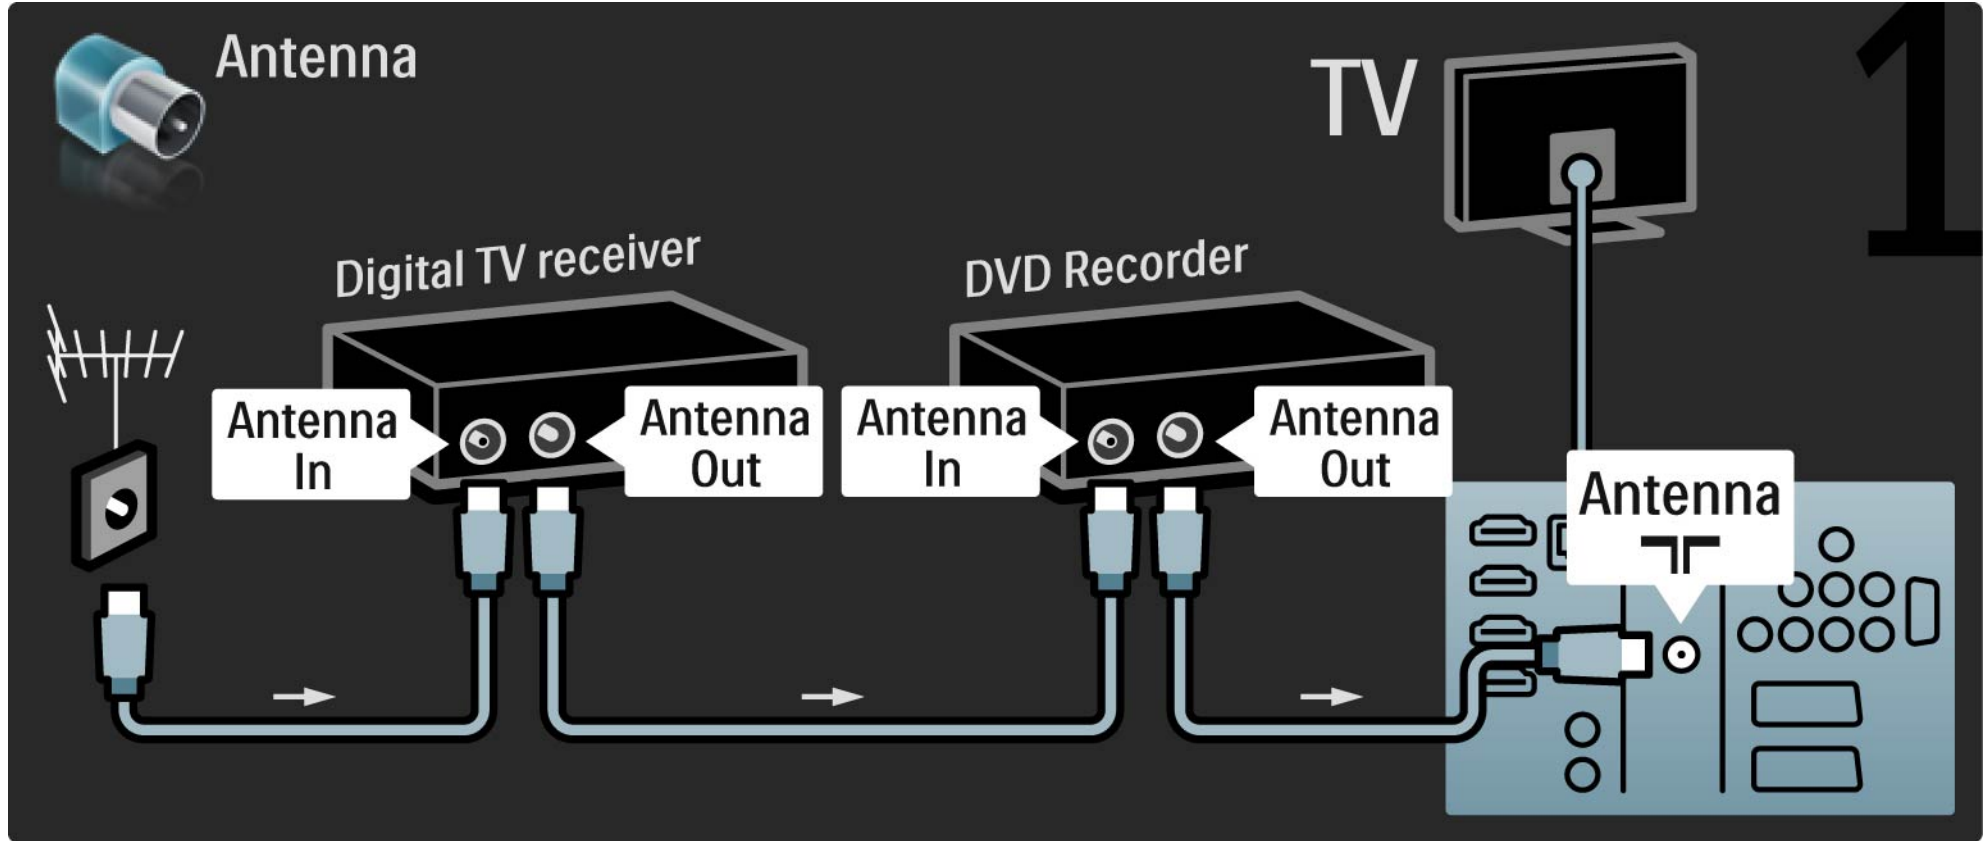 Antenna
TV
1
Digital TV receiver
DVD Recorder
Antenna
In
Antenna
Out
Antenna
In
Antenna
Out
Antenna